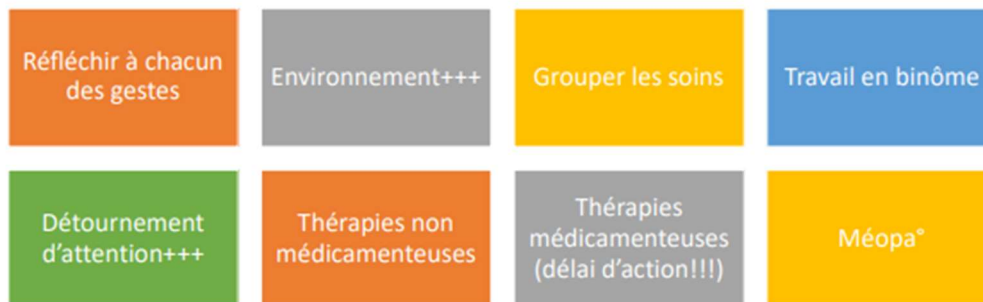 Réfléchir à chacun
des gestes
Environnement+++
Grouper les soins
Travail en binôme
Détournement
d'attention+++
Thérapies non
médicamenteuses
Thérapies
médicamenteuses
(délai d'action!!!)
Méopa°